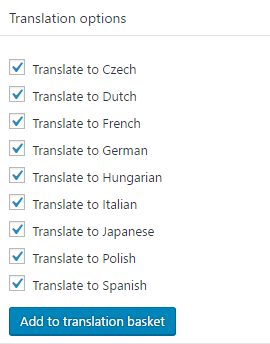 Translation options
Translate to Czech
Translate to Dutch
Translate to French
Translate to German
Translate to Hungarian
Translate to Italian
Translate to Japanese
Translate to Polish
Translate to Spanish
Add to translation basket